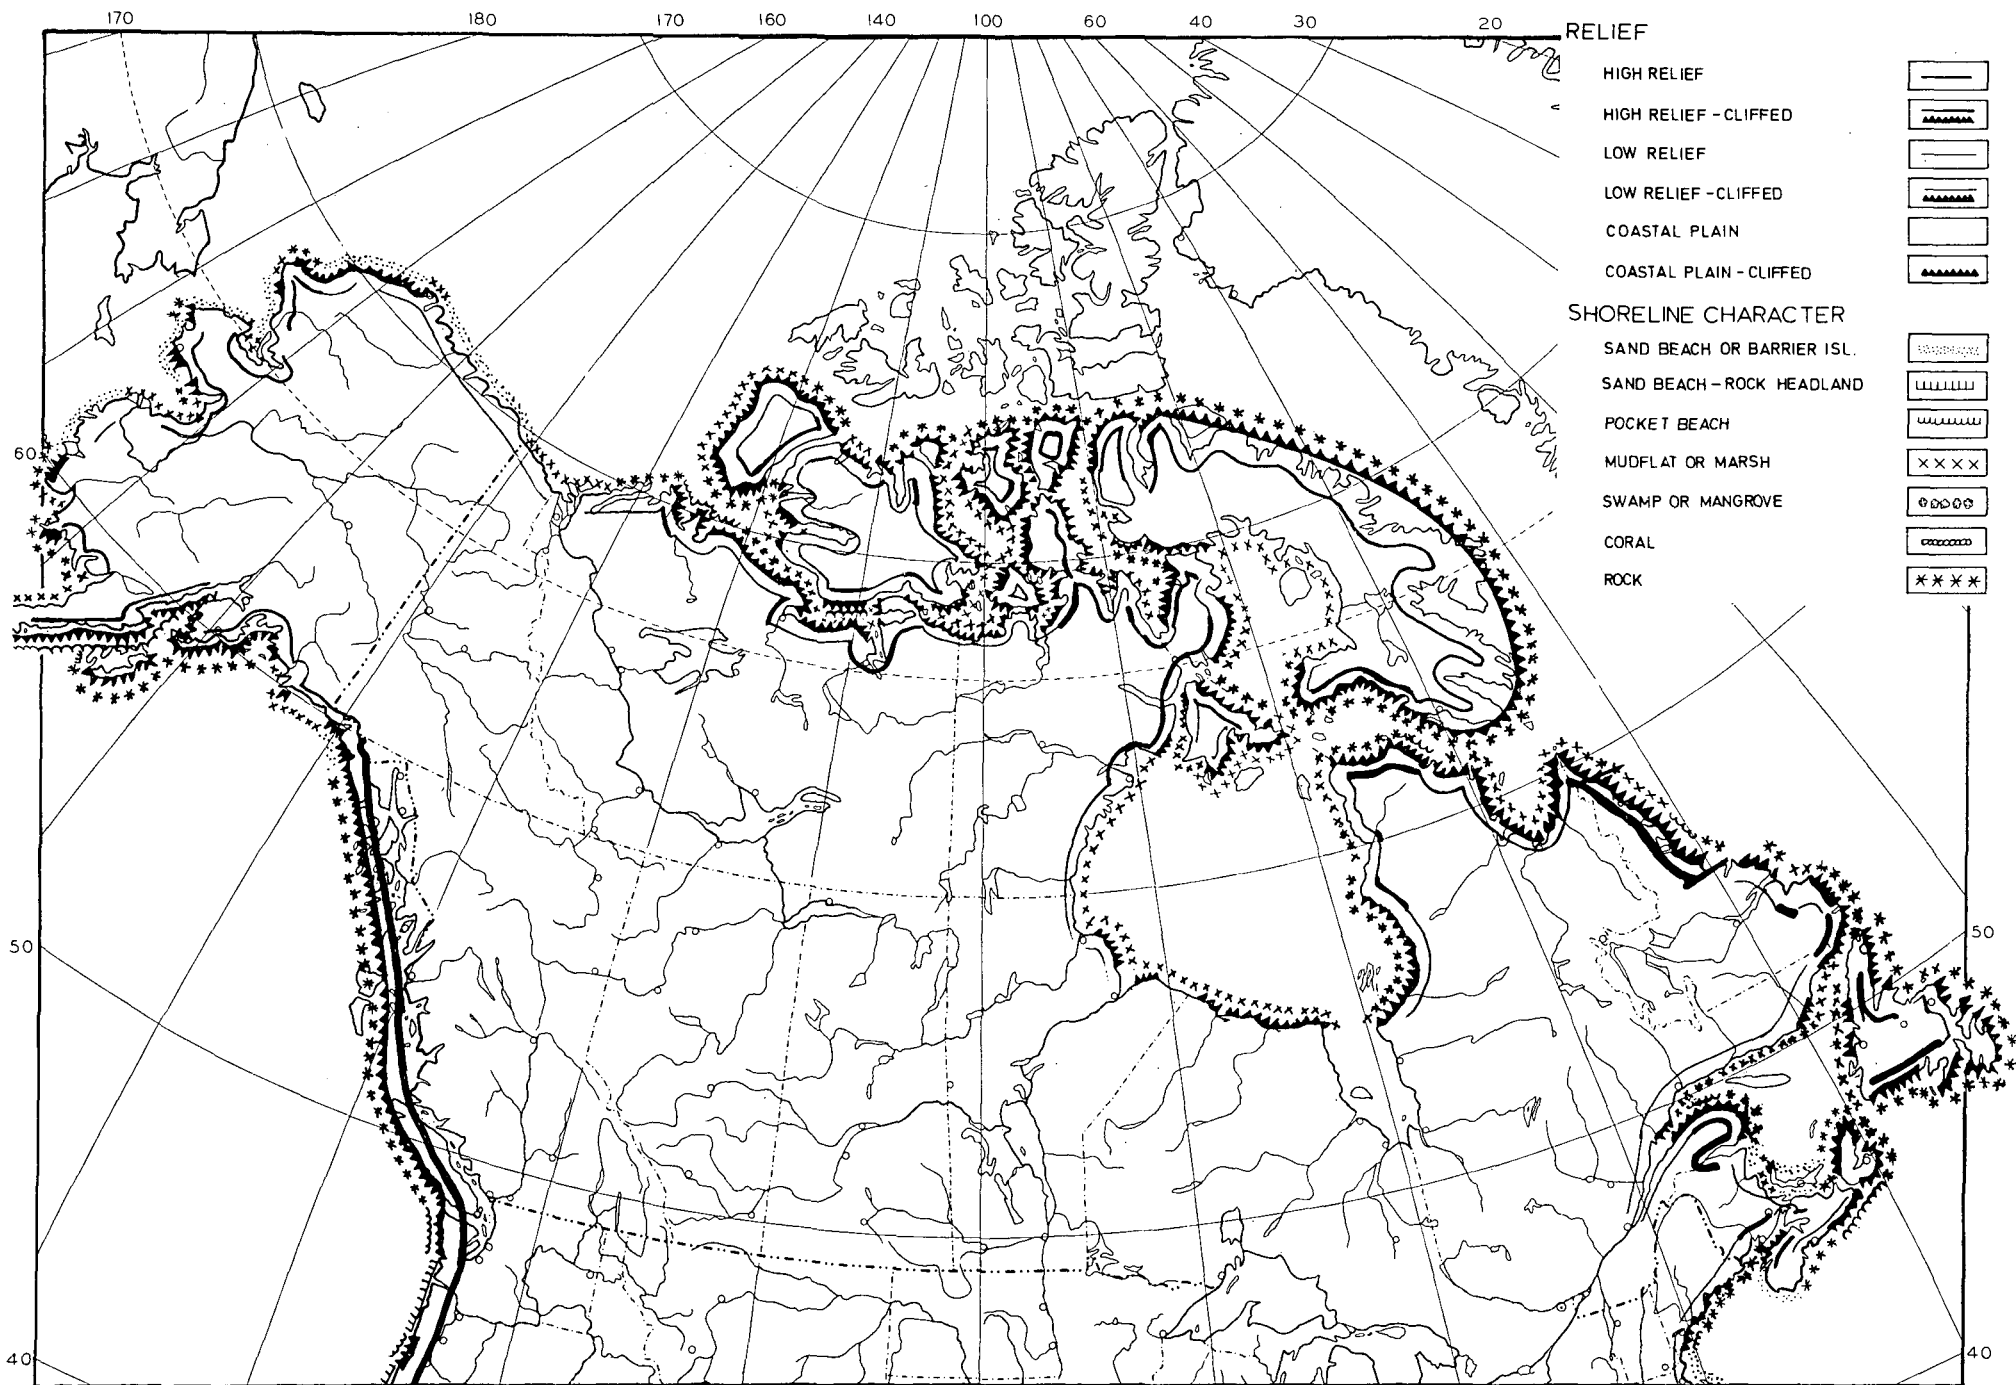 170 180 170 160 140 100 60 40 30 20
RELIEF
HIGH RELIEF
HIGH RELIEF - CLIFFED
LOW RELIEF
LOW RELIEF - CLIFFED
COASTAL PLAIN
COASTAL PLAIN - CLIFFED
SHORELINE CHARACTER
SAND BEACH OR BARRIER ISL.
SAND BEACH - ROCK HEADLAND
POCKET BEACH
MUDFLAT OR MARSH
SWAMP OR MANGROVE
CORAL
ROCK
60
50 50
40 40